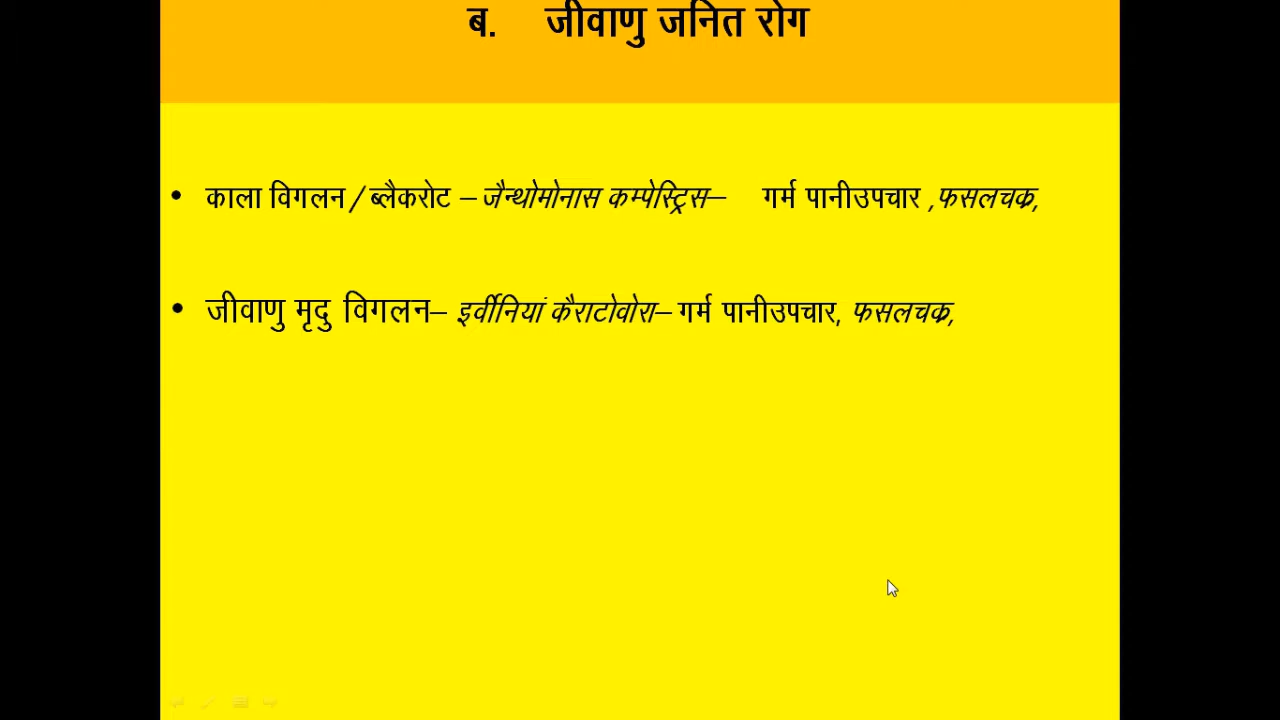 ब. जीवाणु जनित रोग
• काला विगलन/ब्लैकरोट –जैन्थोमोनास कम्पेस्ट्रिस– गर्म पानीउपचार ,फसलचक्र,
• जीवाणु मृदु विगलन– इर्वीनियां कैराटोवोरा– गर्म पानीउपचार, फसलचक्र,